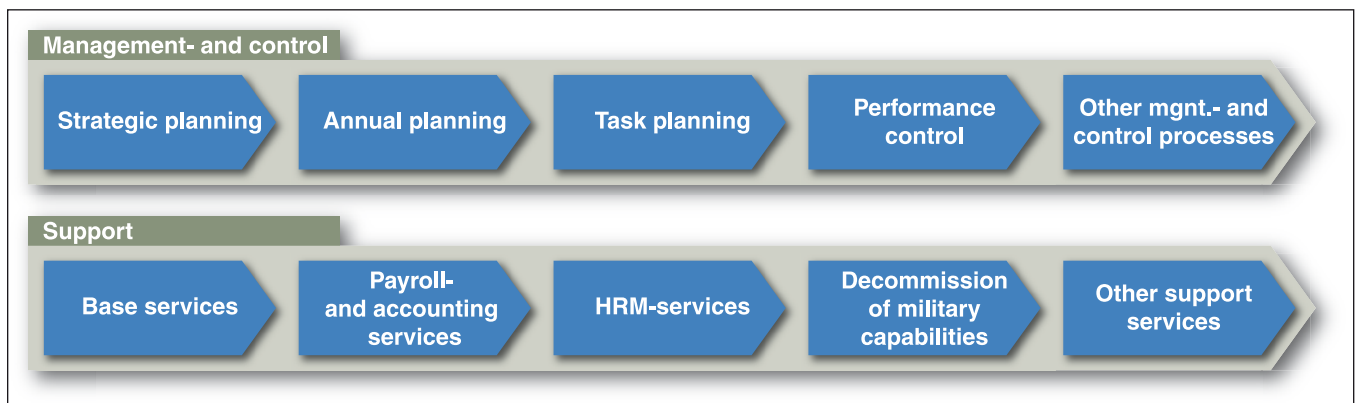 Management- and control
Strategic planning
Annual planning
Task planning
Performance
control
Other mgnt.- and
control processes
Support
Base services
Payroll-
and accounting
services
HRM-services
Decommission
of military
capabilities
Other support
services